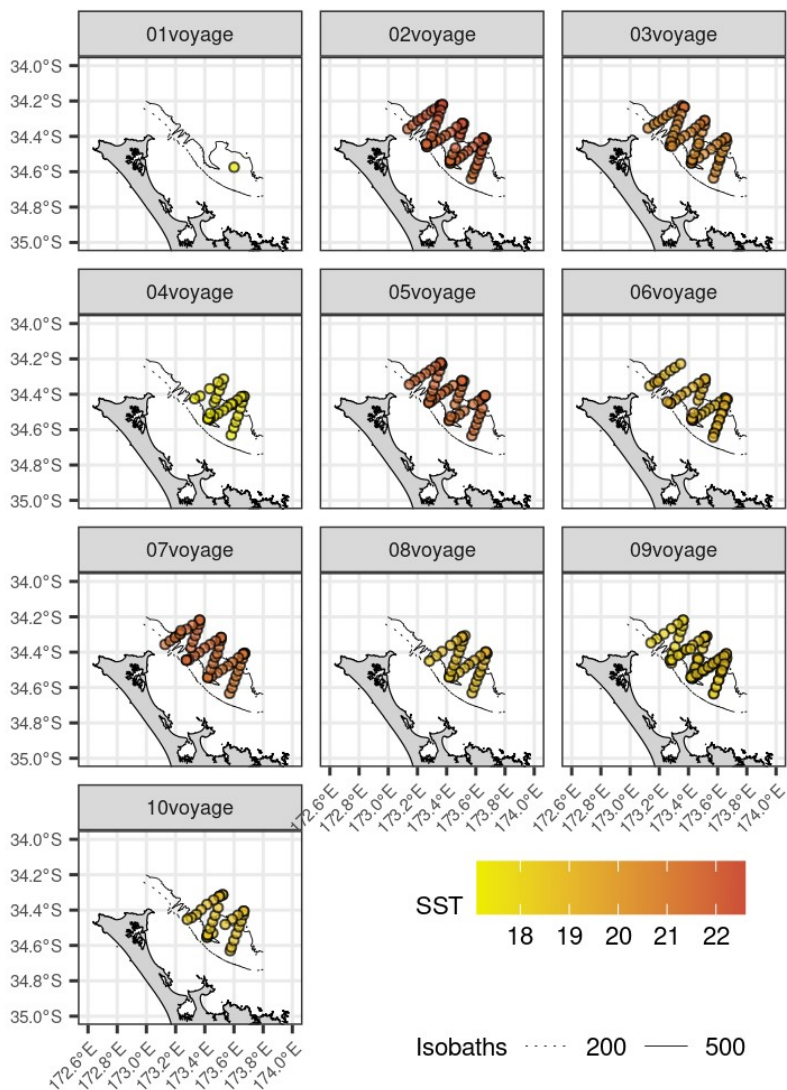 01voyage 02voyage 03voyage
34.0°S
34.2°S
34.4°S
34.6°S
34.8°S
35.0°S
04voyage 05voyage 06voyage
34.0°S
34.2°S
34.4°S
34.6°S
34.8°S
35.0°S
07voyage 08voyage 09voyage
34.0°S
34.2°S
34.4°S
34.6°S
34.8°S
35.0°S
172.6°E 172.8°E 173.0°E 173.2°E 173.4°E 173.6°E 173.8°E 174.0°E 172.6°E 172.8°E 173.0°E 173.2°E 173.4°E 173.6°E 173.8°E 174.0°E
10voyage
34.0°S
34.2°S
34.4°S
34.6°S
34.8°S
35.0°S
172.6°E 172.8°E 173.0°E 173.2°E 173.4°E 173.6°E 173.8°E 174.0°E
SST
18 19 20 21 22
Isobaths 200 500